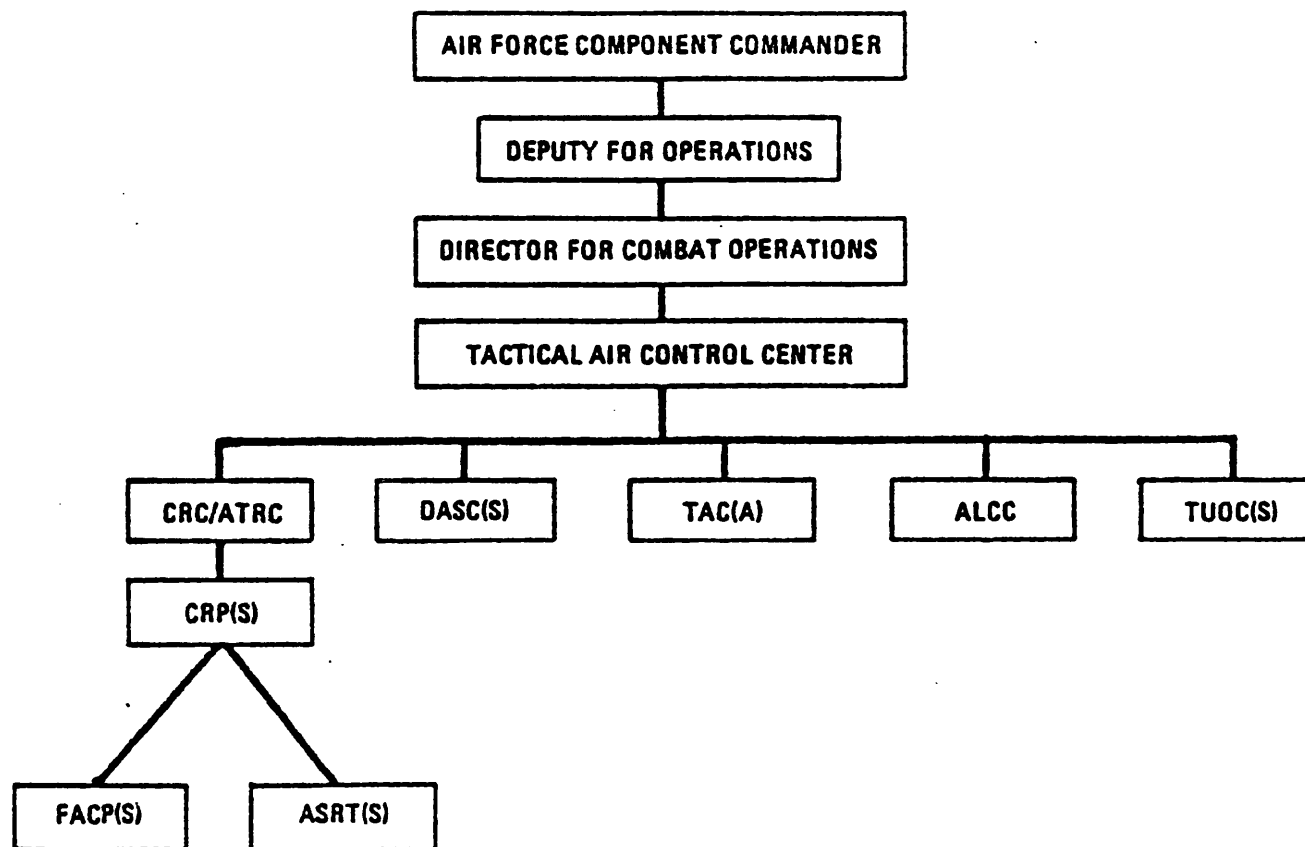 AIR FORCE COMPONENT COMMANDER
DEPUTY FOR OPERATIONS
DIRECTOR FOR COMBAT OPERATIONS
TACTICAL AIR CONTROL CENTER
CRC/ATRC
DASC(S)
TAC(A)
ALCC
TUOC(S)
CRP(S)
FACP(S)
ASRT(S)